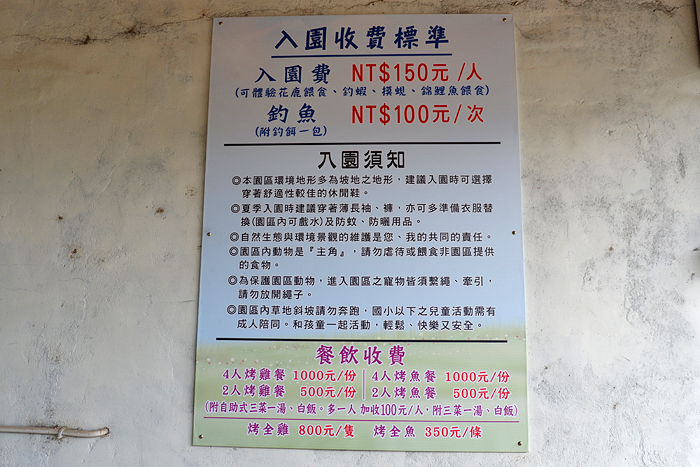 入園收費標準
入園費 NT$150元/人
(可體驗花鹿餵食、釣蝦、摸蜆、錦鯉魚餵食)
釣魚 NT$100元/次
(附釣餌一包)
入園須知
◎本園區環境地形多為坡地之地形，建議入園時可選擇
穿著舒適性較佳的休閒鞋。
◎夏季入園時建議穿著薄長袖、褲，亦可多準備衣服替
換(園區內可戲水)及防蚊、防曬用品。
◎自然生態與環境景觀的維護是您、我的共同的責任。
◎園區內動物是『主角』，請勿虐待或餵食非園區提供
的食物。
◎為保護園區動物，進入園區之寵物皆須繫繩、牽引，
請勿放開繩子。
◎園區內草地斜坡請勿奔跑，國小以下之兒童活動需有
成人陪同。和孩童一起活動，輕鬆、快樂又安全。
餐飲收費
4人烤雞餐 1000元/份 4人烤魚餐 1000元/份
2人烤雞餐 500元/份 2人烤魚餐 500元/份
(附自助式三菜一湯、白飯。多一人 加收100元/人，附三菜一湯、白飯)
烤全雞 800元/隻 烤全魚 350元/條